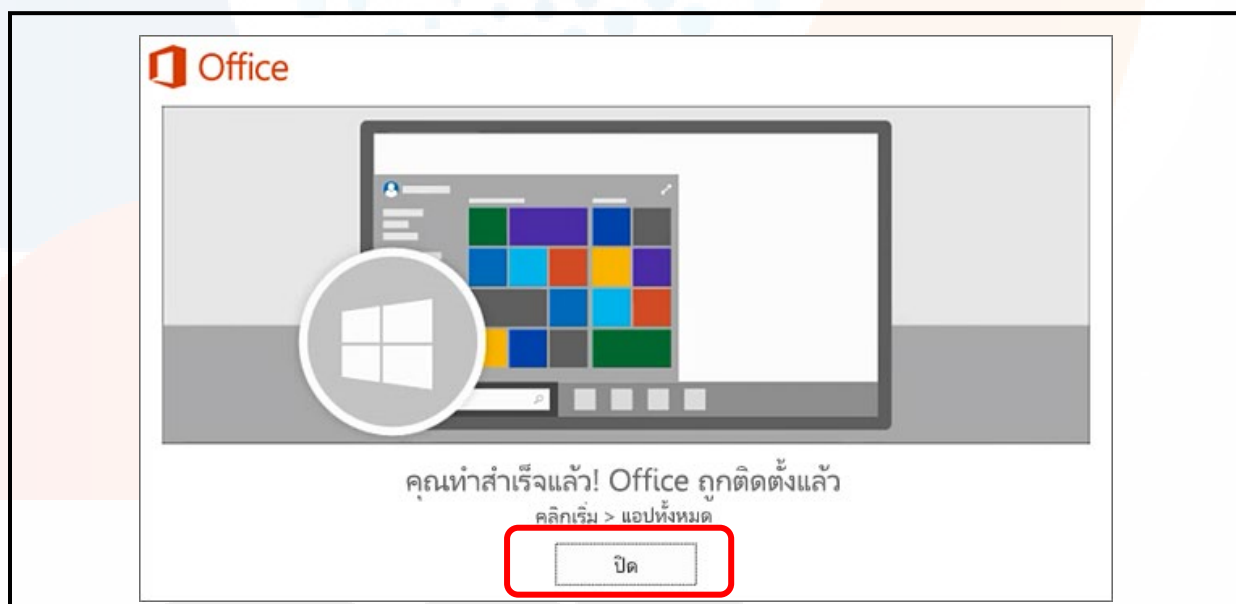 Office
คุณทำสำเร็จแล้ว! Office ถูกติดตั้งแล้ว
คลิกเริ่ม > แอปทั้งหมด
ปิด